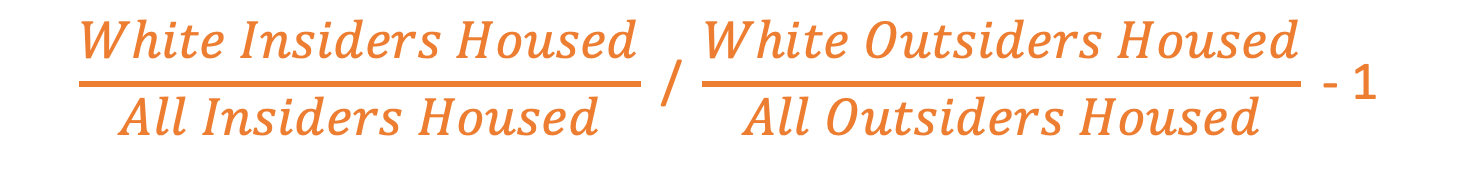 White Insiders Housed / White Outsiders Housed - 1
All Insiders Housed All Outsiders Housed